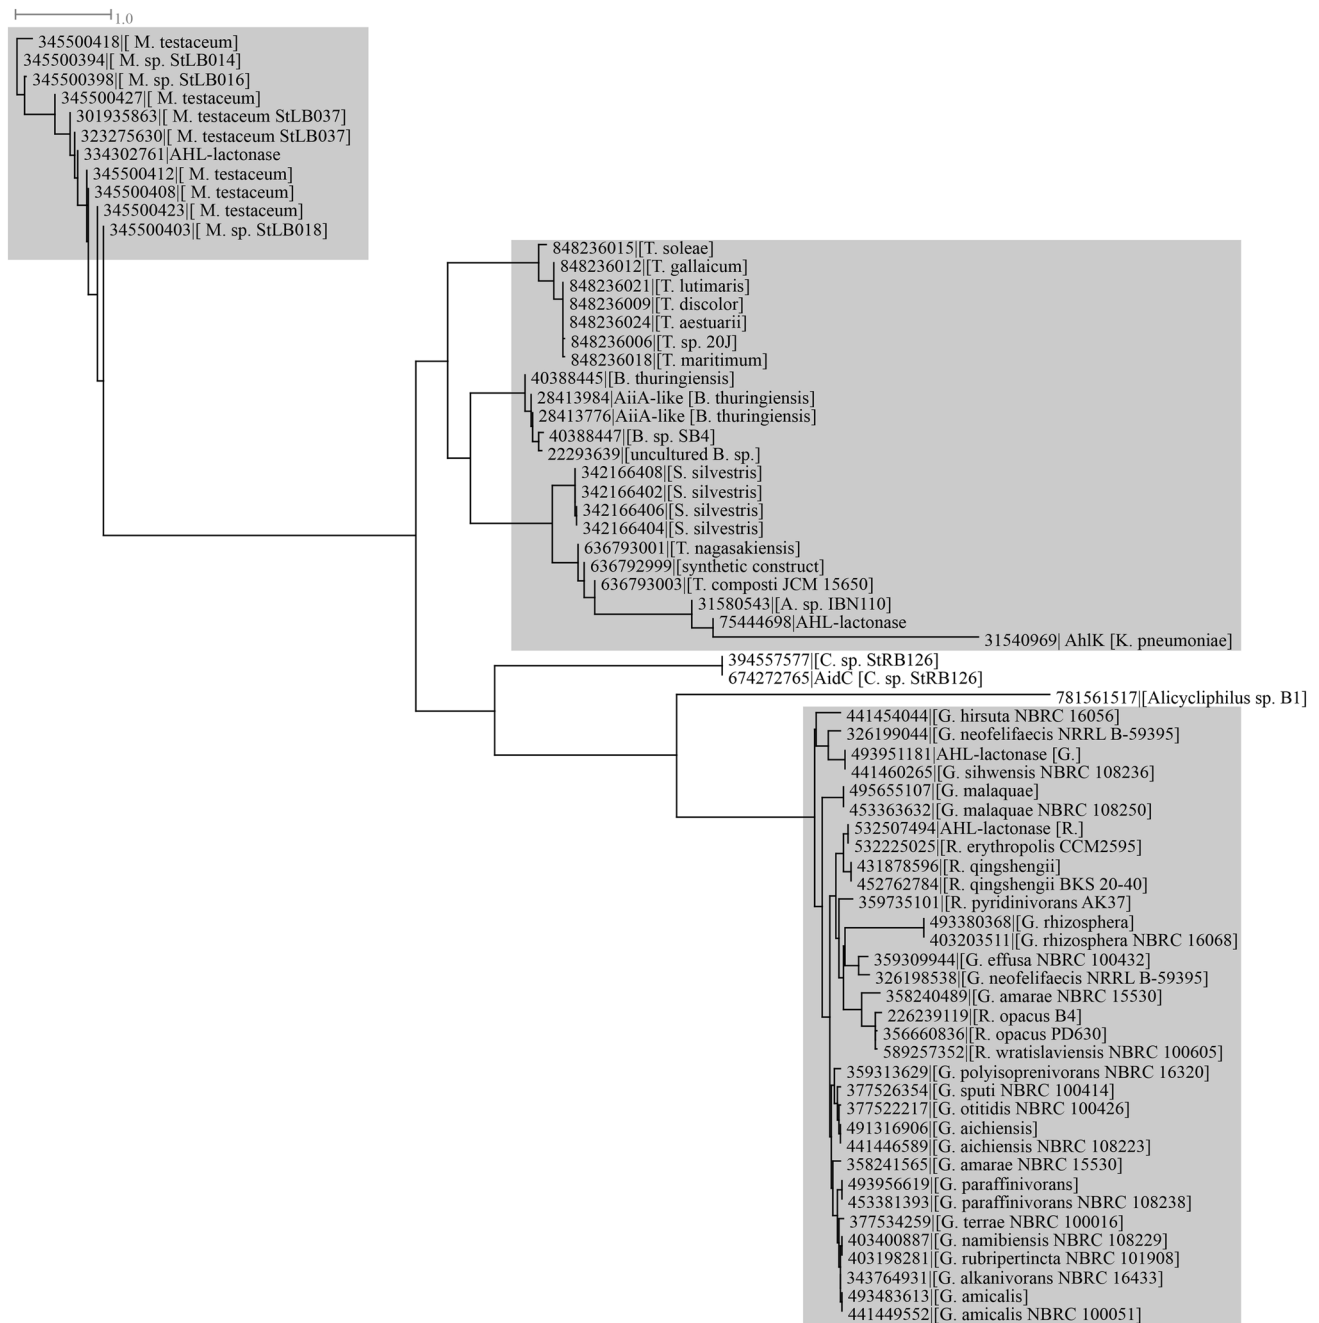 1.0
345500418|[ M. testaceum]
345500394|[ M. sp. StLB014]
345500398|[ M. sp. StLB016]
345500427|[ M. testaceum]
301935863|[ M. testaceum StLB037]
323275630|[ M. testaceum StLB037]
334302761|AHL-lactonase
345500412|[ M. testaceum]
345500408|[ M. testaceum]
345500423|[ M. testaceum]
345500403|[ M. sp. StLB018]
848236015|[T. soleae]
848236012|[T. gallaicum]
848236021|[T. lutimaris]
848236009|[T. discolor]
848236024|[T. aestuarii]
848236006|[T. sp. 20J]
848236018|[T. maritimum]
40388445|[B. thuringiensis]
28413984|AiiA-like [B. thuringiensis]
28413776|AiiA-like [B. thuringiensis]
40388447|[B. sp. SB4]
22293639|[uncultured B. sp.]
342166408|[S. silvestris]
342166402|[S. silvestris]
342166406|[S. silvestris]
342166404|[S. silvestris]
636793001|[T. nagasakiensis]
636792999|[synthetic construct]
636793003|[T. composti JCM 15650]
31580543|[A. sp. IBN110]
75444698|AHL-lactonase
31540969| AhlK [K. pneumoniae]
394557577|[C. sp. StRB126]
674272765|AidC [C. sp. StRB126]
781561517|[Alicycliphilus sp. B1]
441454044|[G. hirsuta NBRC 16056]
326199044|[G. neofelifaecis NRRL B-59395]
493951181|AHL-lactonase [G.]
441460265|[G. sihwensis NBRC 108236]
495655107|[G. malaquae]
453363632|[G. malaquae NBRC 108250]
532507494|AHL-lactonase [R.]
532225025|[R. erythropolis CCM2595]
431878596|[R. qingshengii]
452762784|[R. qingshengii BKS 20-40]
359735101|[R. pyridinivorans AK37]
493380368|[G. rhizosphera]
403203511|[G. rhizosphera NBRC 16068]
359309944|[G. effusa NBRC 100432]
326198538|[G. neofelifaecis NRRL B-59395]
358240489|[G. amarae NBRC 15530]
226239119|[R. opacus B4]
356660836|[R. opacus PD630]
589257352|[R. wratislaviensis NBRC 100605]
359313629|[G. polyisoprenivorans NBRC 16320]
377526354|[G. sputi NBRC 100414]
377522217|[G. otitidis NBRC 100426]
491316906|[G. aichiensis]
441446589|[G. aichiensis NBRC 108223]
358241565|[G. amarae NBRC 15530]
493956619|[G. paraffinivorans]
453381393|[G. paraffinivorans NBRC 108238]
377534259|[G. terrae NBRC 100016]
403400887|[G. namibiensis NBRC 108229]
403198281|[G. rubripertincta NBRC 101908]
343764931|[G. alkanivorans NBRC 16433]
493483613|[G. amicalis]
441449552|[G. amicalis NBRC 100051]